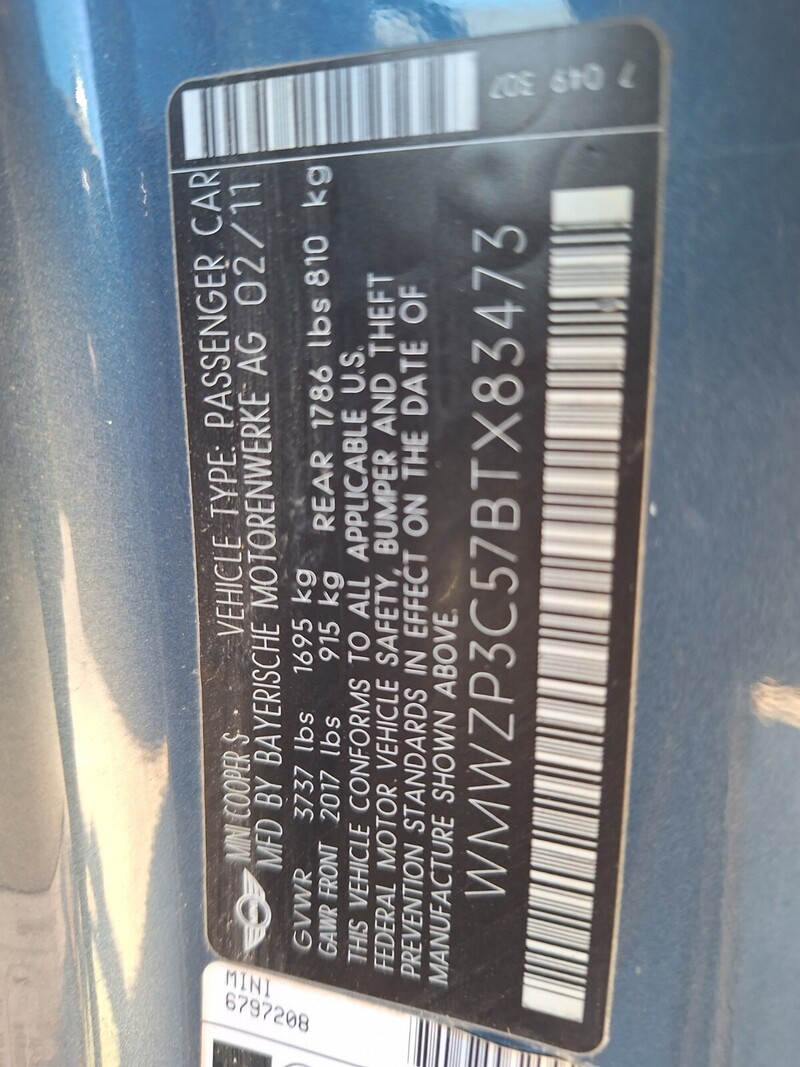 MINI COOPER S VEHICLE TYPE: PASSENGER CAR
MFD BY BAYERISCHE MOTORENWERKE AG 02/11
GVWR 3737 lbs 1695 kg
GAWR FRONT 2017 lbs 915 kg REAR 1786 lbs 810 kg
THIS VEHICLE CONFORMS TO ALL APPLICABLE U.S.
FEDERAL MOTOR VEHICLE SAFETY, BUMPER AND THEFT
PREVENTION STANDARDS IN EFFECT ON THE DATE OF
MANUFACTURE SHOWN ABOVE.
WMWZP3C57BTX83473
7 049 307
MINI
6797208